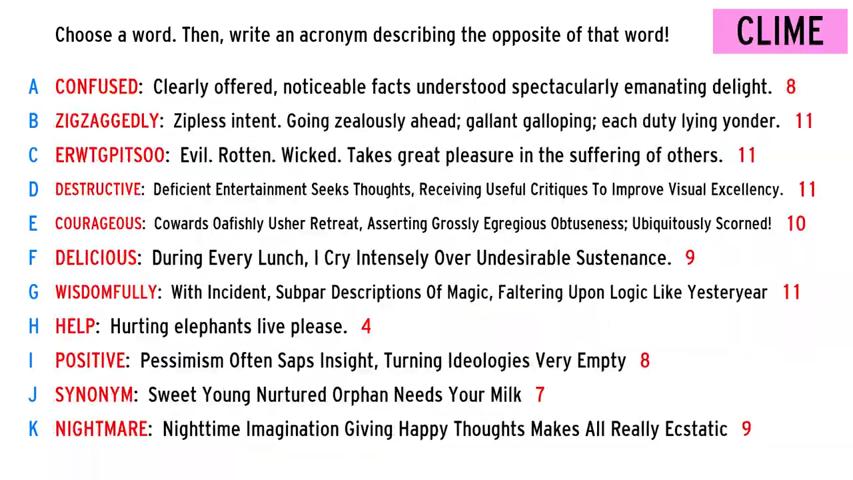 Choose a word. Then, write an acronym describing the opposite of that word!
CLIME
A CONFUSED: Clearly offered, noticeable facts understood spectacularly emanating delight. 8
B ZIGZAGGEDLY: Zipless intent. Going zealously ahead; gallant galloping; each duty lying yonder. 11
C ERWTGPITSOO: Evil. Rotten. Wicked. Takes great pleasure in the suffering of others. 11
D DESTRUCTIVE: Deficient Entertainment Seeks Thoughts, Receiving Useful Critiques To Improve Visual Excellency. 11
E COURAGEOUS: Cowards Oafishly Usher Retreat, Asserting Grossly Egregious Obtuseness; Ubiquitously Scorned! 10
F DELICIOUS: During Every Lunch, I Cry Intensely Over Undesirable Sustenance. 9
G WISDOMFULLY: With Incident, Subpar Descriptions Of Magic, Faltering Upon Logic Like Yesteryear 11
H HELP: Hurting elephants live please. 4
I POSITIVE: Pessimism Often Saps Insight, Turning Ideologies Very Empty 8
J SYNONYM: Sweet Young Nurtured Orphan Needs Your Milk 7
K NIGHTMARE: Nighttime Imagination Giving Happy Thoughts Makes All Really Ecstatic 9